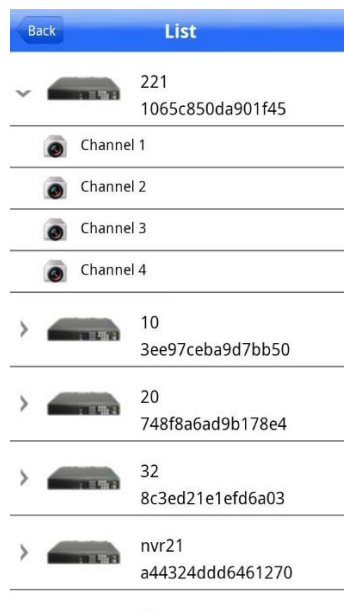 Back
List
221
1065c850da901f45
Channel 1
Channel 2
Channel 3
Channel 4
10
3ee97ceba9d7bb50
20
748f8a6ad9b178e4
32
8c3ed21e1efd6a03
nvr21
a44324ddd6461270